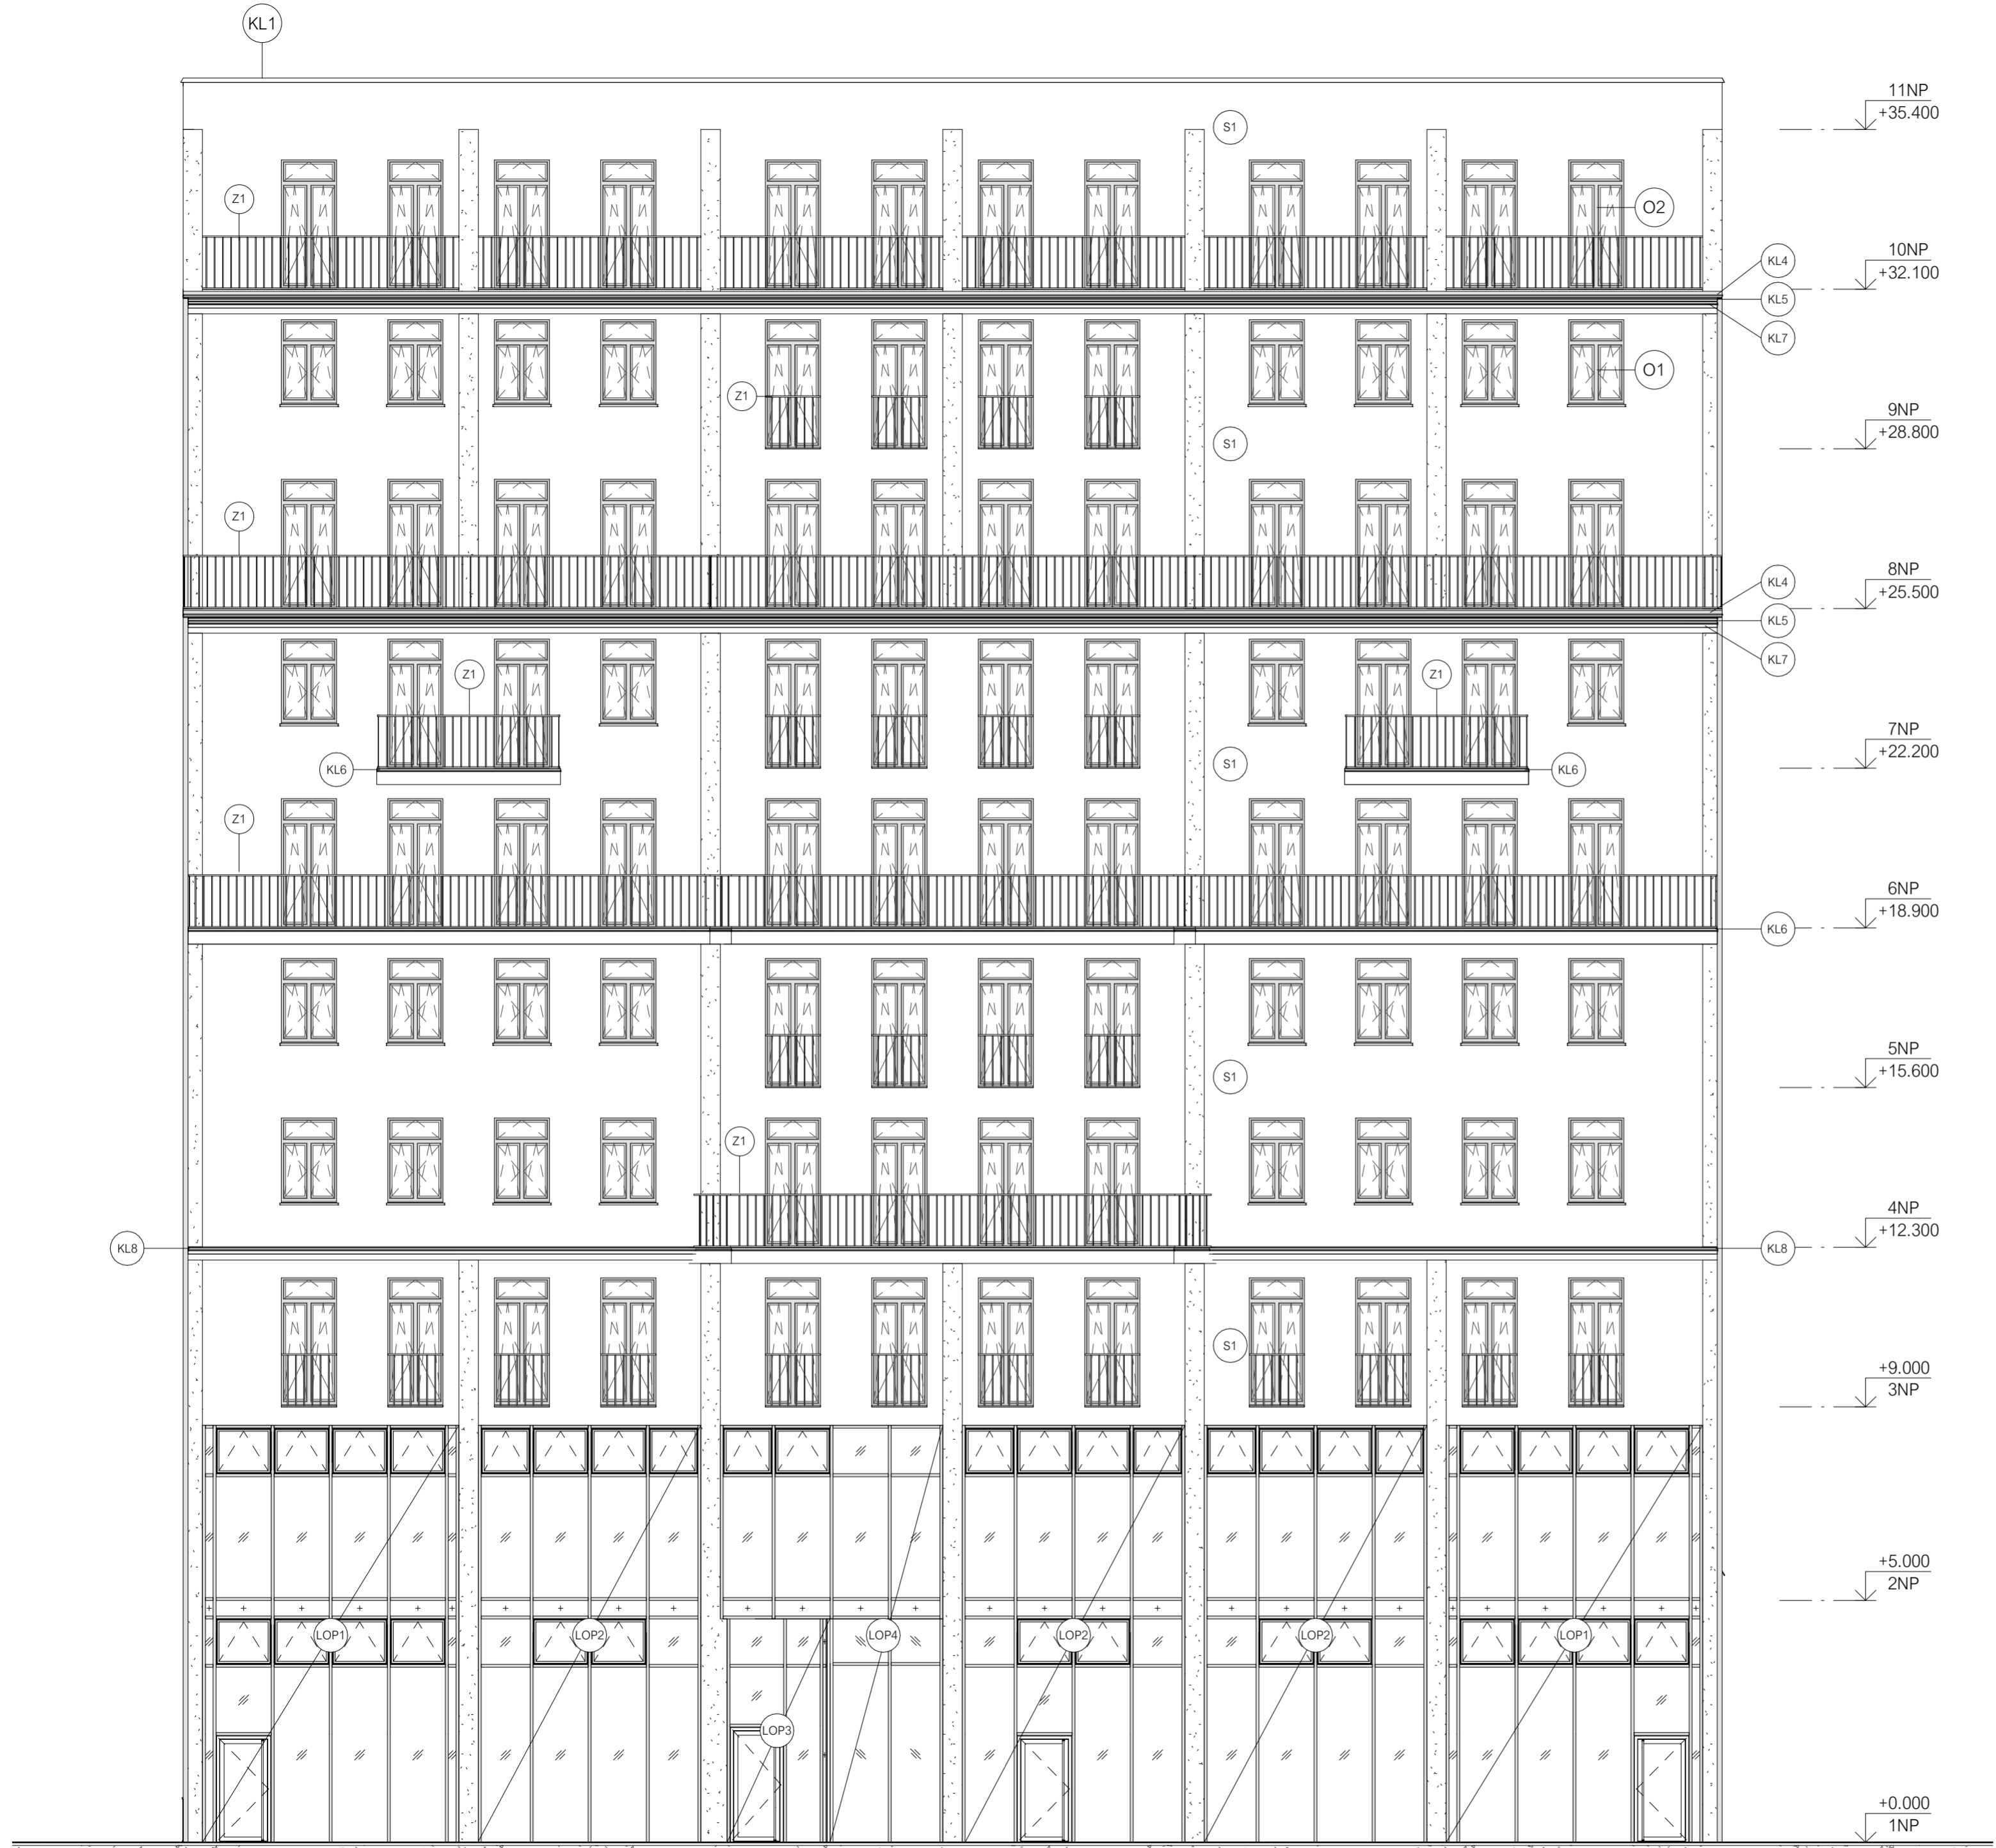 KL1
11NP
+35.400
S1
Z1
O2
10NP
+32.100
KL4
KL5
KL7
O1
Z1
9NP
+28.800
S1
Z1
8NP
+25.500
KL4
KL5
KL7
Z1
Z1
7NP
+22.200
S1
KL6
KL6
Z1
6NP
+18.900
KL6
5NP
+15.600
S1
Z1
4NP
+12.300
KL8
KL8
S1
+9.000
3NP
+5.000
2NP
LOP1
LOP2
LOP4
LOP2
LOP2
LOP1
LOP3
+0.000
1NP